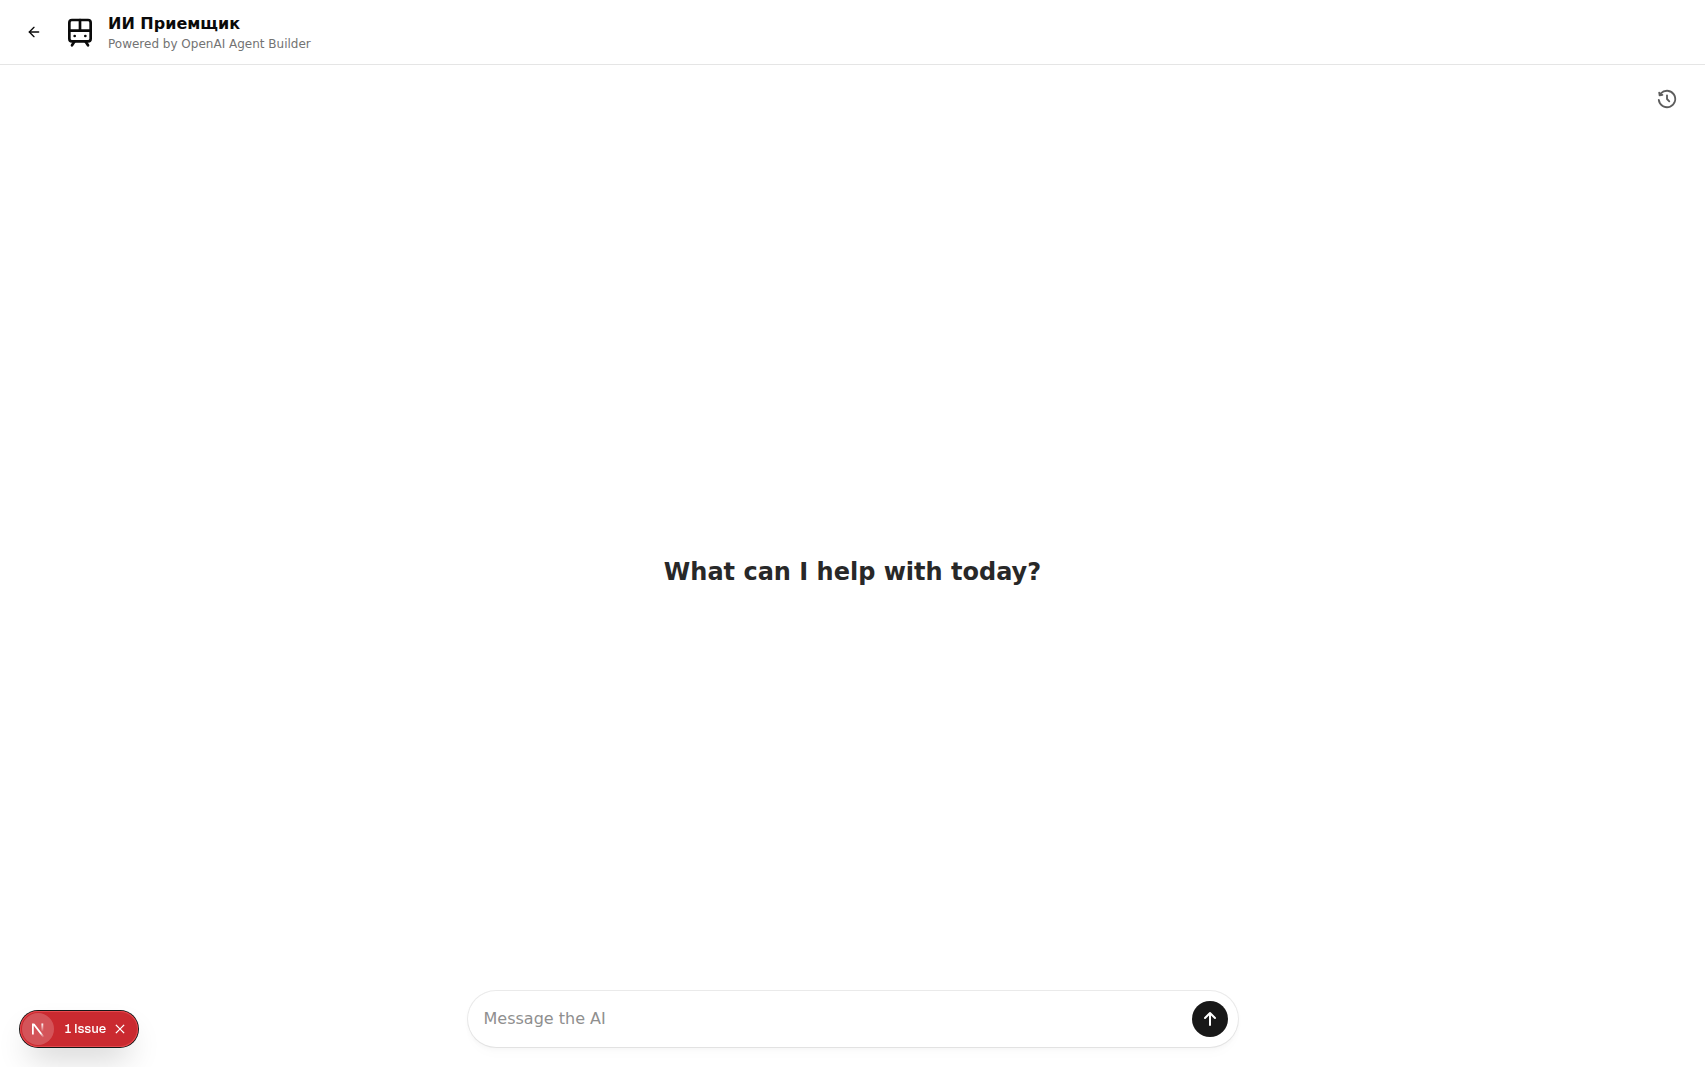 ИИ Приемщик
Powered by OpenAI Agent Builder
What can I help with today?
Message the AI
N 1 Issue